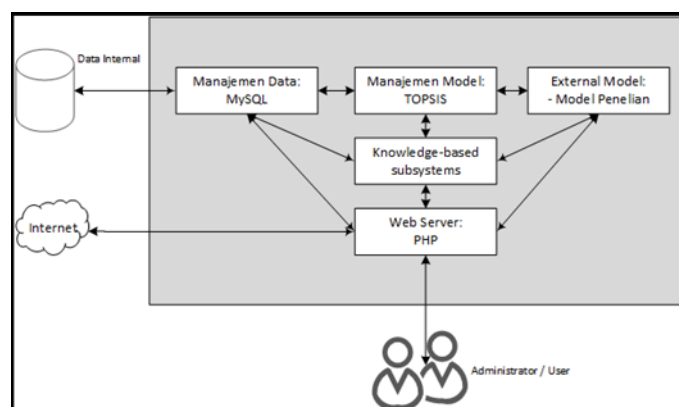 Data Internal
Manajemen Data:
MySQL
Manajemen Model:
TOPSIS
External Model:
- Model Penelian
Knowledge-based
subsystems
Internet
Web Server:
PHP
Administrator / User